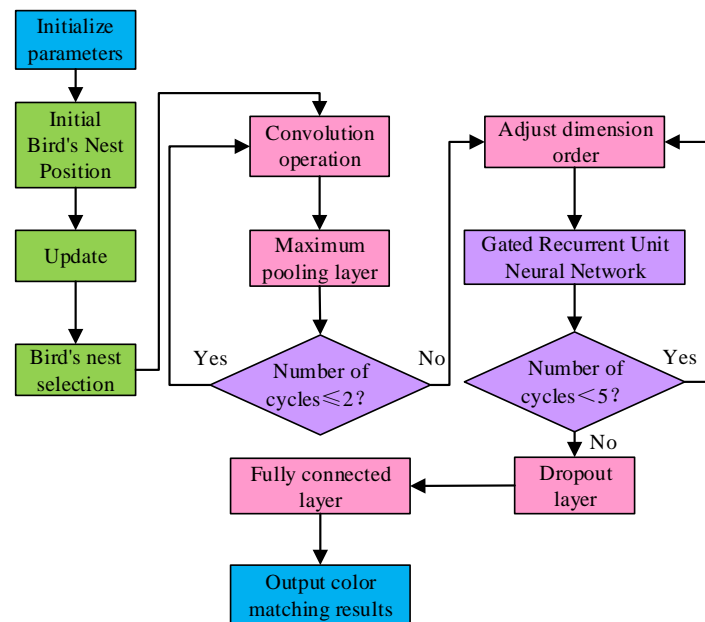 Initialize
parameters
Initial
Bird's Nest
Position
Update
Bird's nest
selection
Convolution
operation
Maximum
pooling layer
Yes
Number of
cycles≤2?
No
Adjust dimension
order
Gated Recurrent Unit
Neural Network
Number of
cycles<5?
Yes
No
Dropout
layer
Fully connected
layer
Output color
matching results